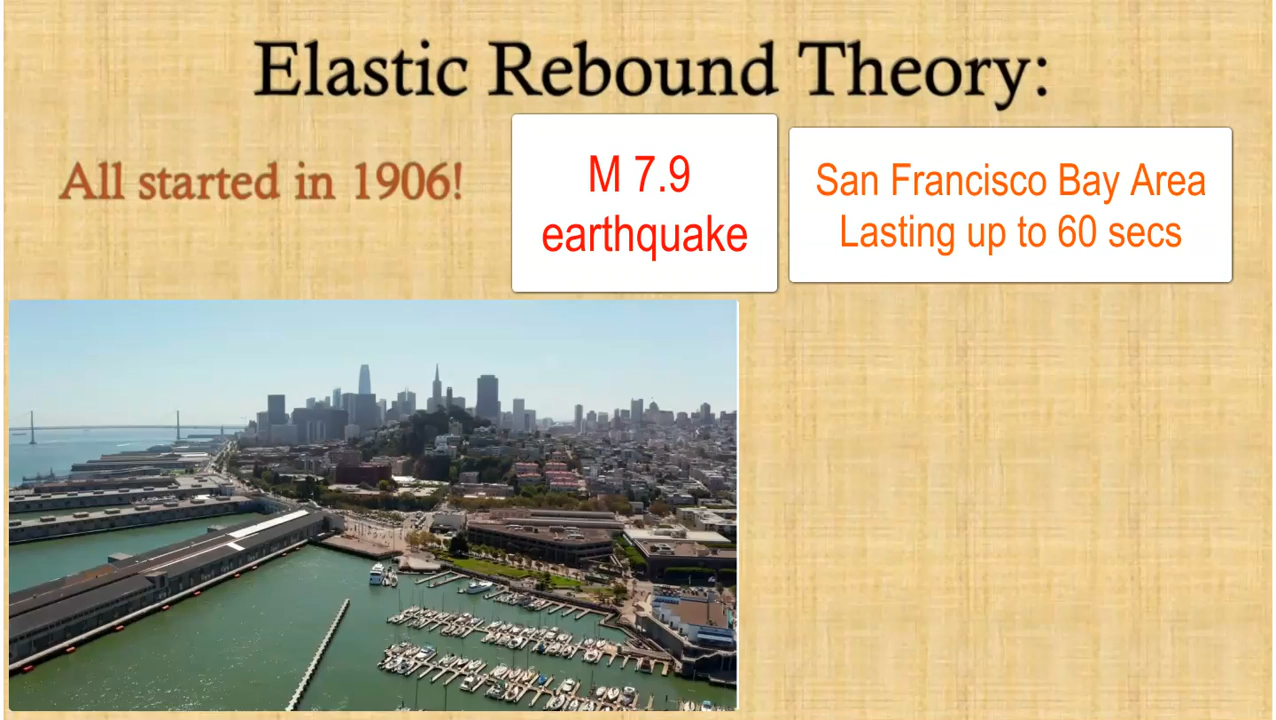 Elastic Rebound Theory:
All started in 1906!
M 7.9
earthquake
San Francisco Bay Area
Lasting up to 60 secs